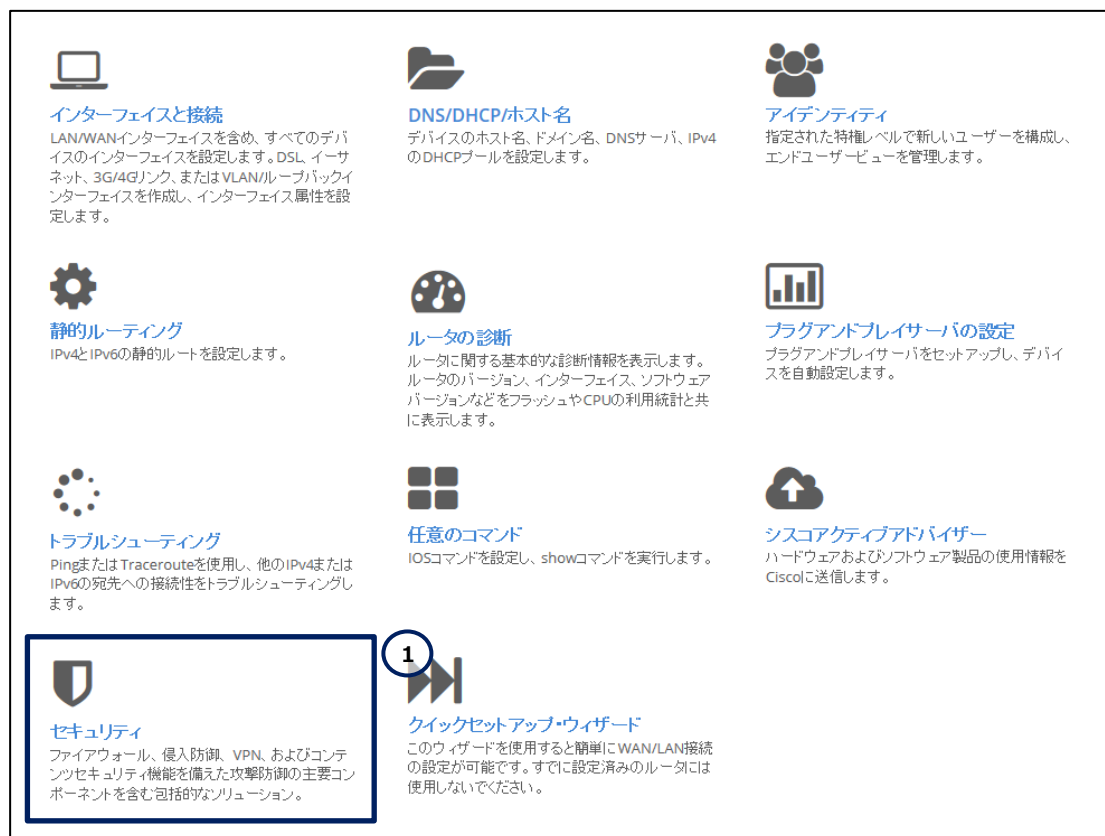 インターフェイスと接続
LAN/WANインターフェイスを含め、すべてのデバ
イスのインターフェイスを設定します。DSL、イーサ
ネット、3G/4Gリンク、またはVLAN/ループバックイ
ンターフェイスを作成し、インターフェイス属性を設
定します。
DNS/DHCP/ホスト名
デバイスのホスト名、ドメイン名、DNSサーバ、IPv4
のDHCPプールを設定します。
アイデンティティ
指定された特権レベルで新しいユーザーを構成し、
エンドユーザービューを管理します。
静的ルーティング
IPv4とIPv6の静的ルートを設定します。
ルータの診断
ルータに関する基本的な診断情報を表示します。
ルータのバージョン、インターフェイス、ソフトウェア
バージョンなどをフラッシュやCPUの利用統計と共
に表示します。
プラグアンドプレイサーバの設定
プラグアンドプレイサーバをセットアップし、デバイ
スを自動設定します。
トラブルシューティング
PingまたはTracerouteを使用し、他のIPv4または
IPv6の宛先への接続性をトラブルシューティングし
ます。
任意のコマンド
IOSコマンドを設定し、showコマンドを実行します。
シスコアクティブアドバイザー
ハードウェアおよびソフトウェア製品の使用情報を
Ciscoに送信します。
1
セキュリティ
ファイアウォール、侵入防御、VPN、およびコンテ
ンツセキュリティ機能を備えた攻撃防御の主要コン
ポーネントを含む包括的なソリューション。
クイックセットアップ・ウィザード
このウィザードを使用すると簡単にWAN/LAN接続
の設定が可能です。すでに設定済みのルータには
使用しないでください。